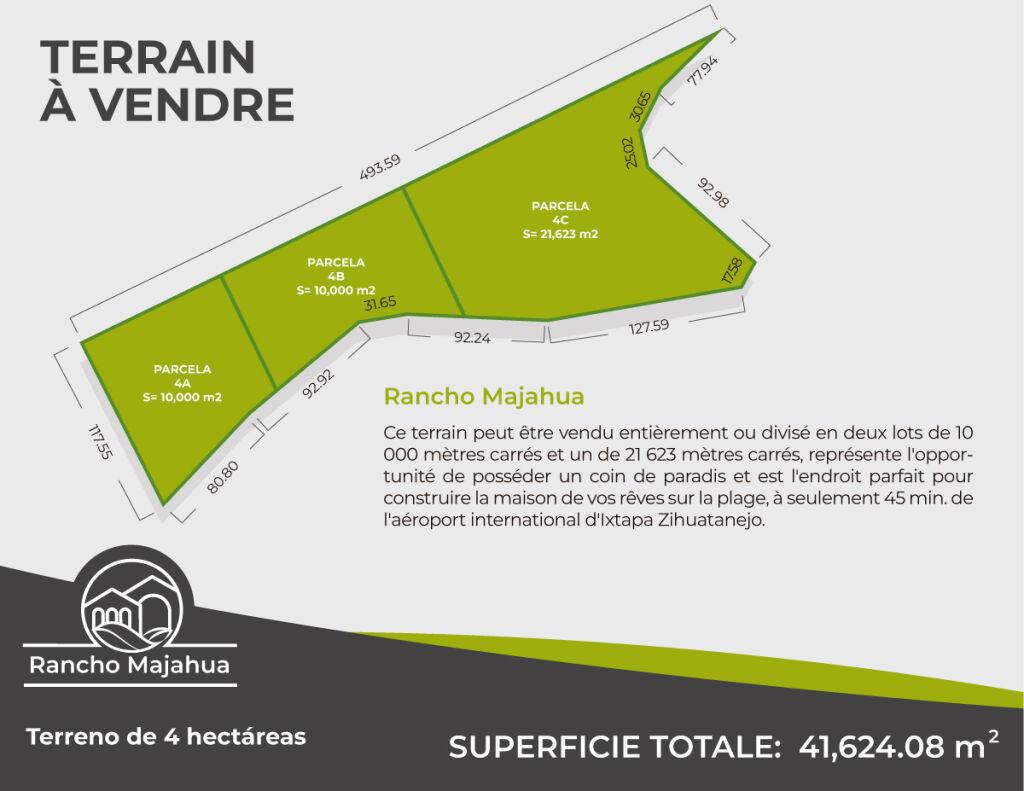 TERRAIN
À VENDRE
493.59
77.94
30.65
25.02
92.98
PARCELA
4C
S= 21,623 m2
17.58
PARCELA
4B
S= 10,000 m2
31.65
127.59
92.24
PARCELA
4A
S= 10,000 m2
92.92
117.55
80.80
Rancho Majahua
Ce terrain peut être vendu entièrement ou divisé en deux lots de 10
000 mètres carrés et un de 21 623 mètres carrés, représente l'oppor-
tunité de posséder un coin de paradis et est l'endroit parfait pour
construire la maison de vos rêves sur la plage, à seulement 45 min. de
l'aéroport international d'Ixtapa Zihuatanejo.
Rancho Majahua
Terreno de 4 hectáreas
SUPERFICIE TOTALE: 41,624.08 m²